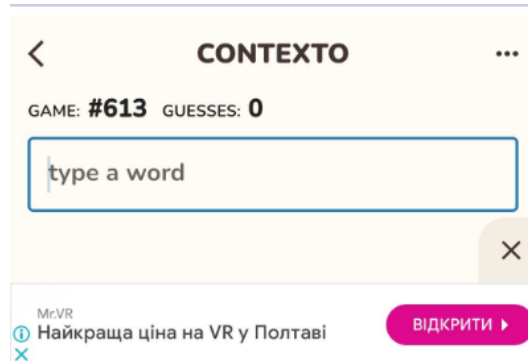 CONTEXTO
GAME: #613 GUESSES: 0
type a word
Mr.VR
Найкраща ціна на VR у Полтаві
ВІДКРИТИ